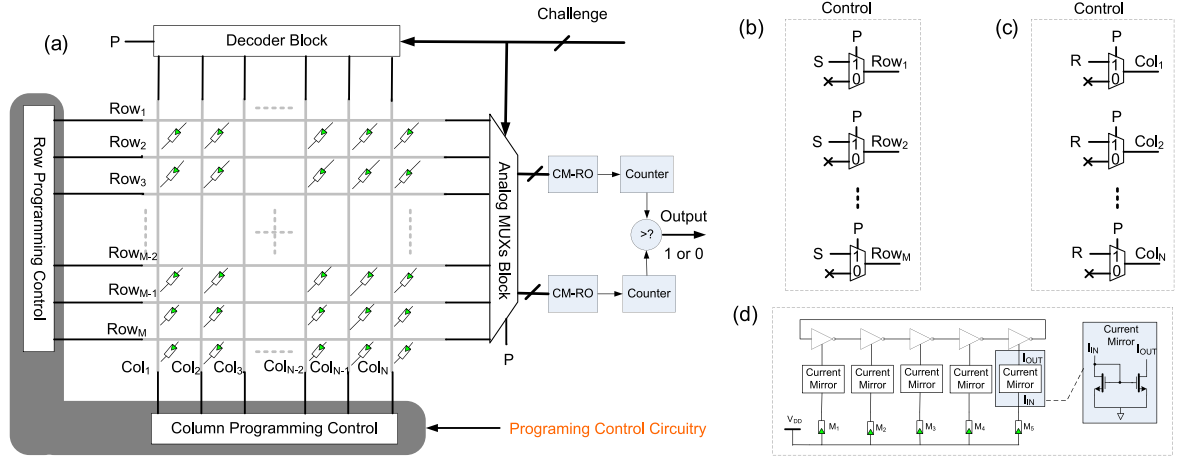 (a)
Challenge
P
Decoder Block
Row Programming Control
Row1
Row2
Row3
RowM-2
RowM-1
RowM
Col1
Col2
Col3
ColN-2
ColN-1
ColN
Analog MUXs Block
P
CM-RO
Counter
>?
Output
1 or 0
CM-RO
Counter
Column Programming Control
Programing Control Circuitry
(b)
Control
P
S
1
0
Row1
P
S
1
0
Row2
P
S
1
0
RowM
(c)
Control
P
R
1
0
Col1
P
R
1
0
Col2
P
R
1
0
ColN
(d)
Current Mirror
Current Mirror
Current Mirror
Current Mirror
IOUT
Current Mirror
IIN
VDD
M1
M2
M3
M4
M5
Current
Mirror
IIN
IOUT